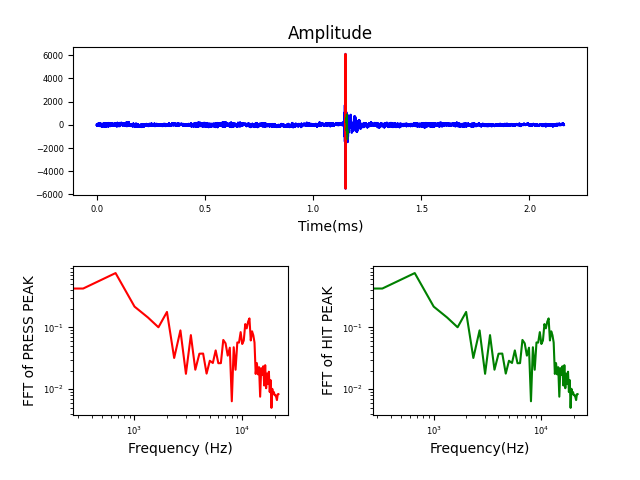 Amplitude
6000
4000
2000
0
−2000
−4000
−6000
0.0 0.5 1.0 1.5 2.0
Time(ms)
FFT of PRESS PEAK
10⁻¹
10⁻²
10³ 10⁴
Frequency (Hz)
FFT of HIT PEAK
10⁻¹
10⁻²
10³ 10⁴
Frequency(Hz)